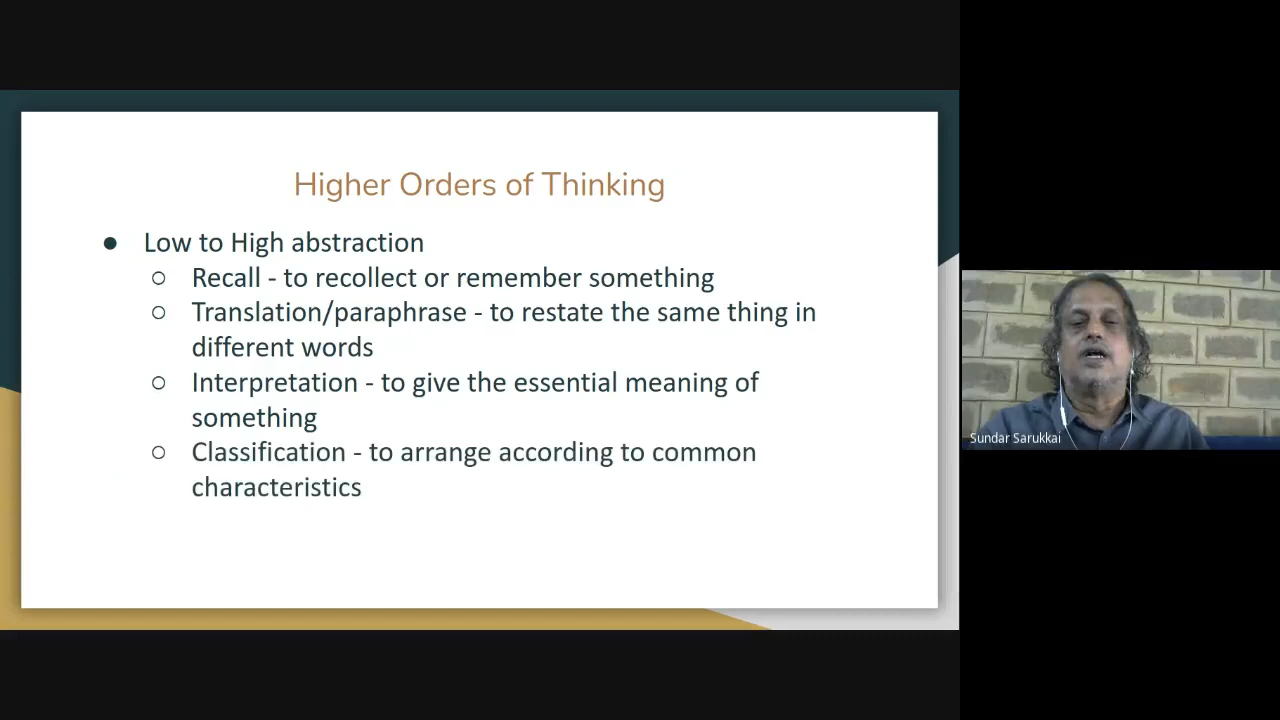 Higher Orders of Thinking
● Low to High abstraction
○ Recall - to recollect or remember something
○ Translation/paraphrase - to restate the same thing in
different words
○ Interpretation - to give the essential meaning of
something
○ Classification - to arrange according to common
characteristics
Sundar Sarukkai